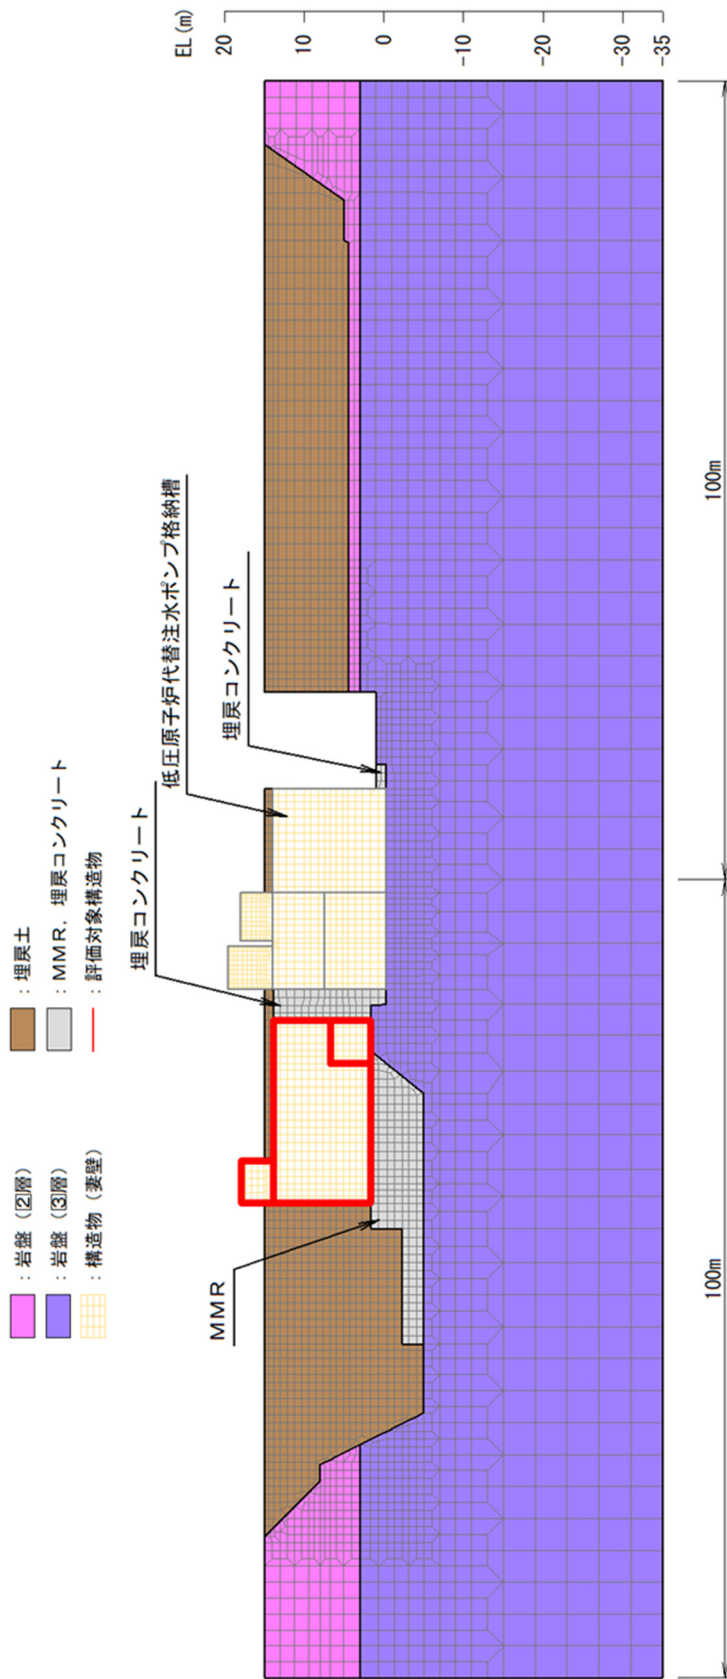 ：岩盤（②層）
：岩盤（③層）
：構造物（妻壁）
：埋戻土
：ＭＭＲ，埋戻コンクリート
：評価対象構造物
MMR
埋戻コンクリート
低圧原子炉代替注水ポンプ格納槽
埋戻コンクリート
EL(m)
20
10
0
-10
-20
-30
-35
100m
100m